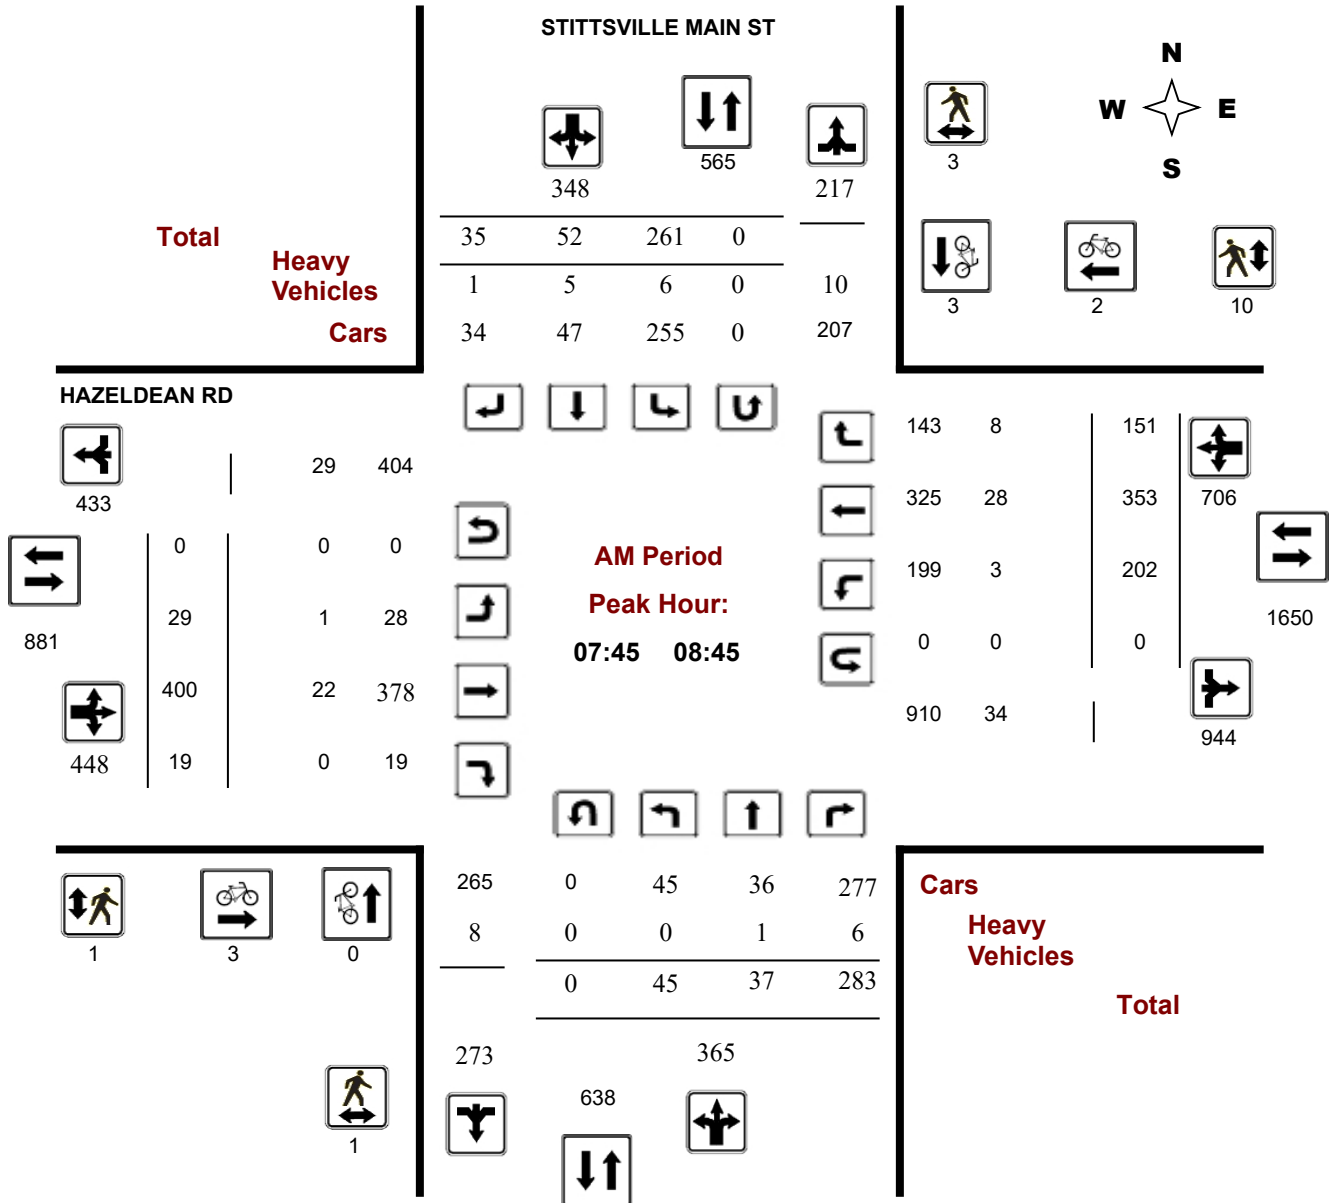 STITTSVILLE MAIN ST
N
W E
S
348
565
217
3
Total
35 52 261 0
Heavy
Vehicles
1 5 6 0 10
Cars
34 47 255 0 207
3 2 10
HAZELDEAN RD
433
29 404
143 8 151
706
325 28 353
0 0 0
881
AM Period
Peak Hour:
07:45 08:45
199 3 202
1650
29 1 28
0 0 0
400 22 378
448
19 0 19
910 34
944
1 3 0
265 0 45 36 277
Cars
8 0 0 1 6
Heavy
Vehicles
0 45 37 283
Total
273
365
638
1